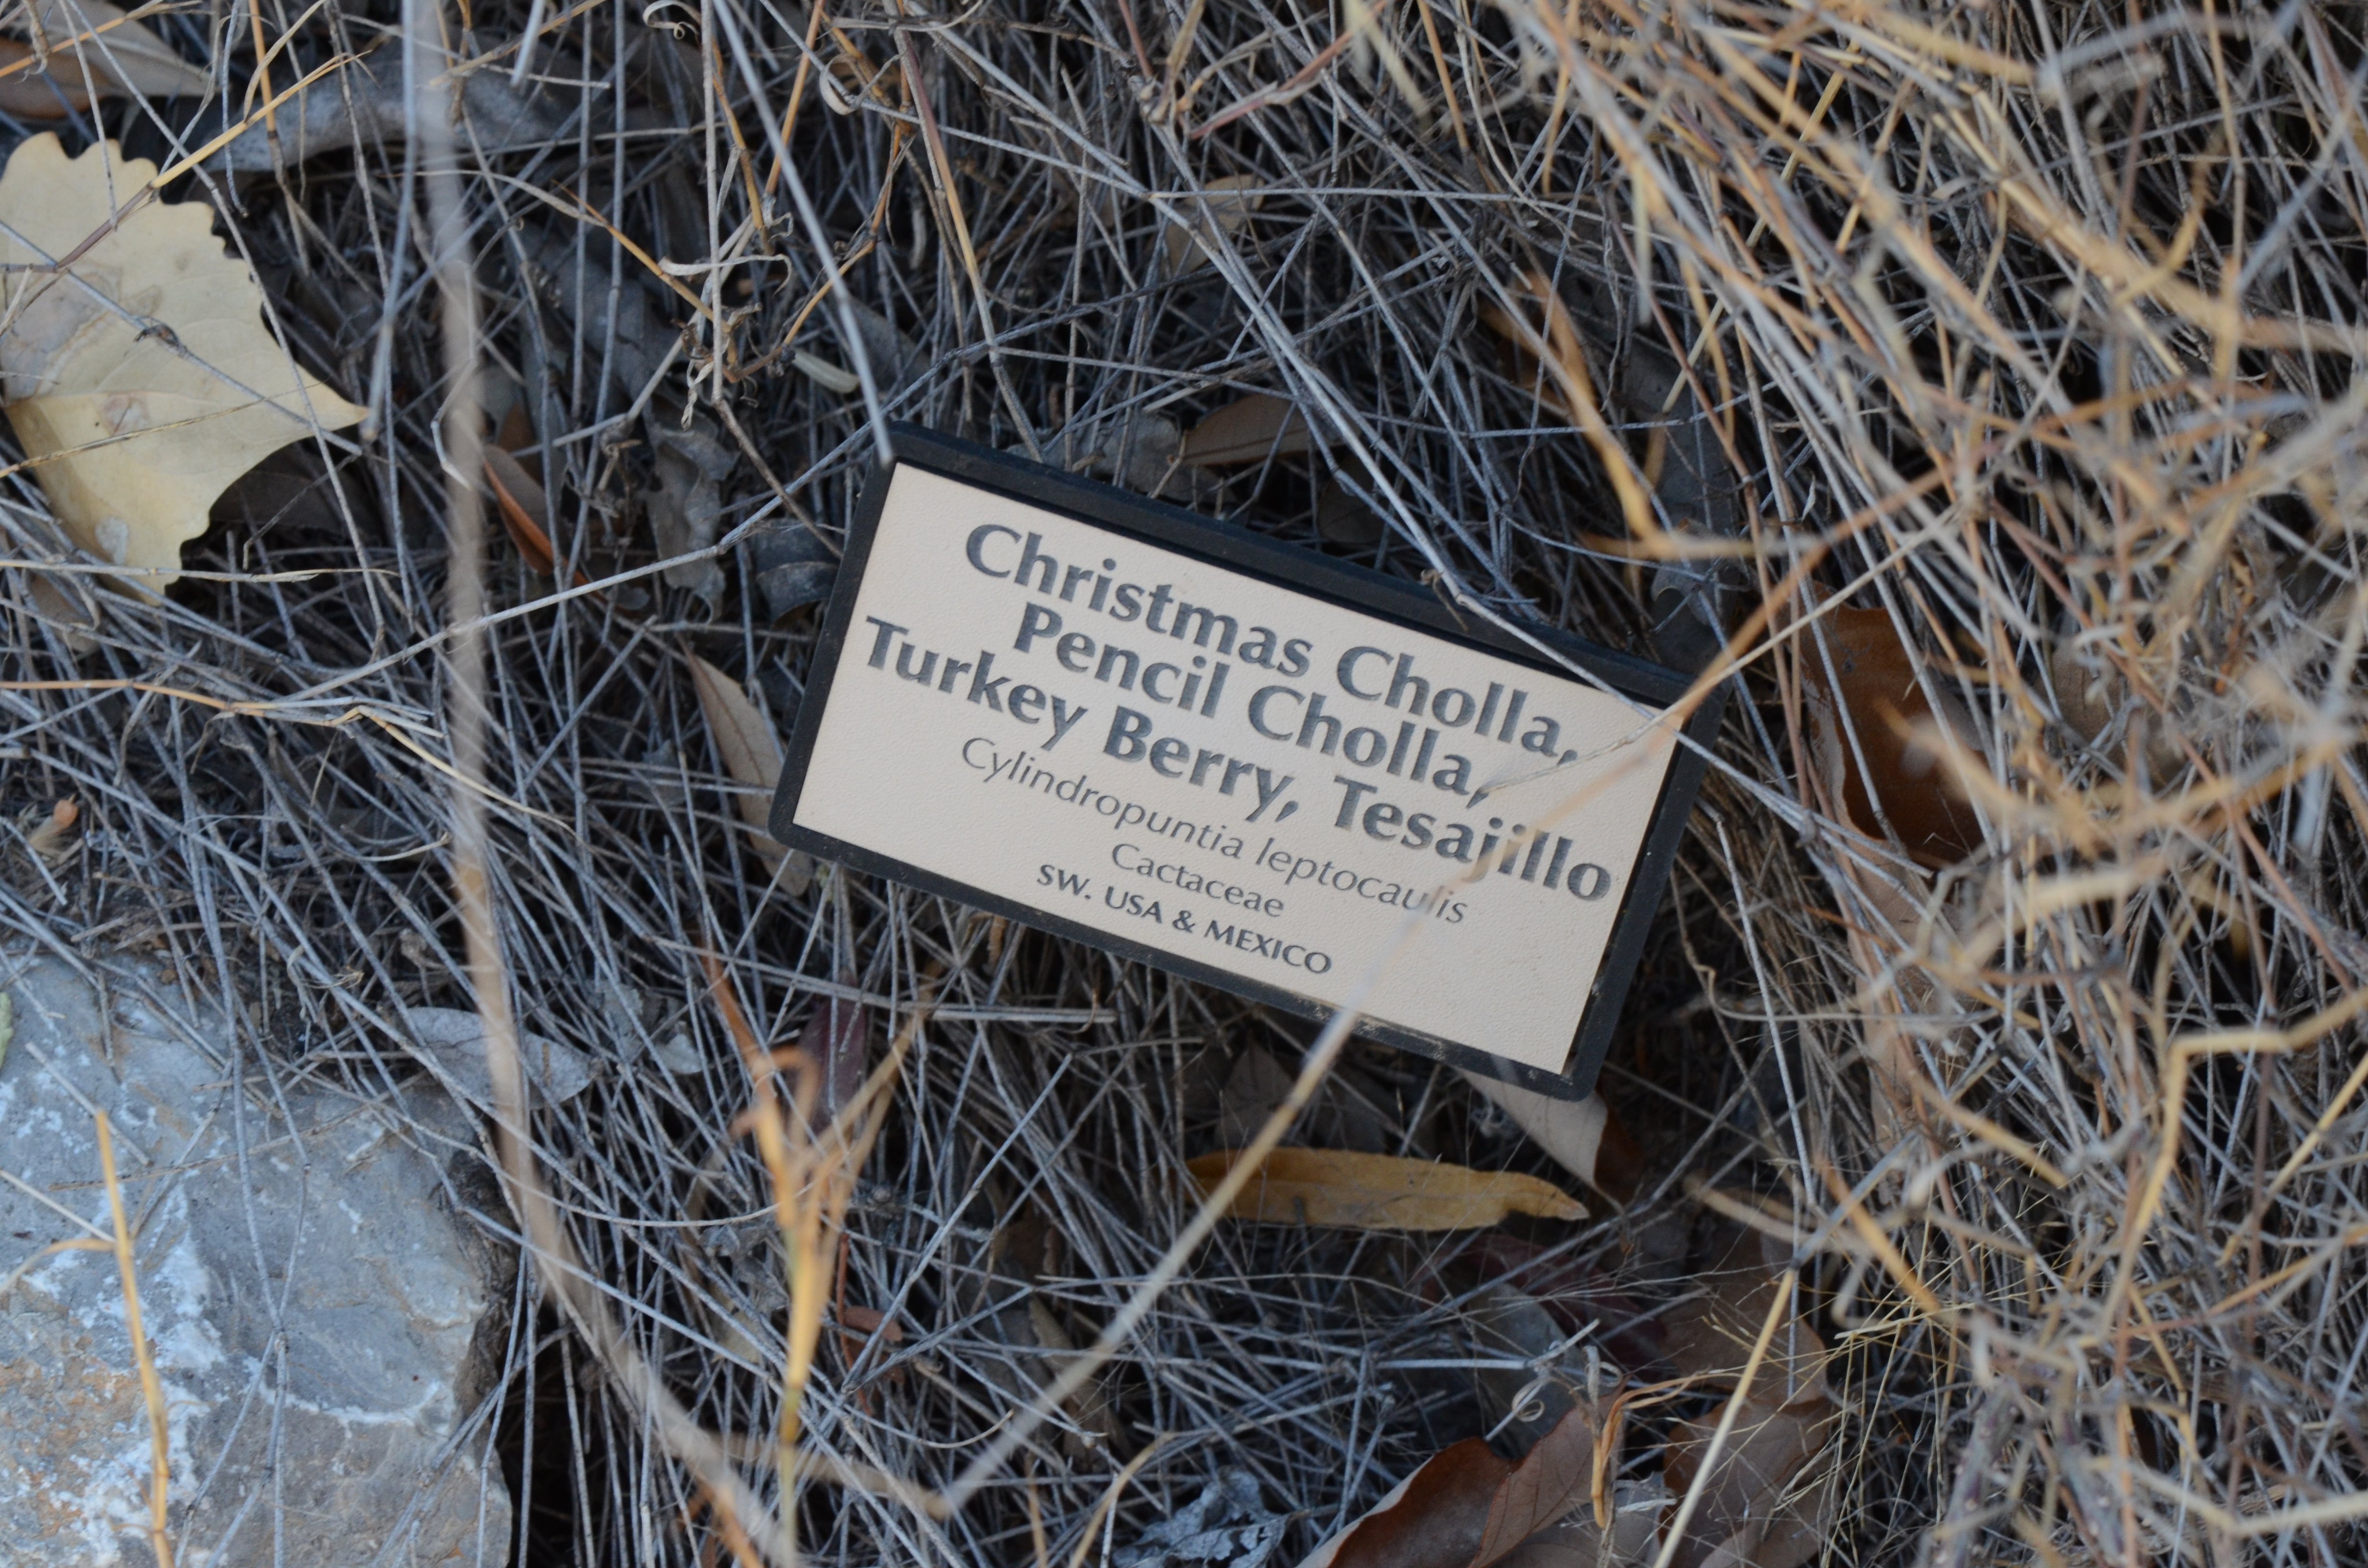 Christmas Cholla,
Pencil Cholla,
Turkey Berry, Tesajillo
Cylindropuntia leptocaulis
Cactaceae
SW. USA & MEXICO